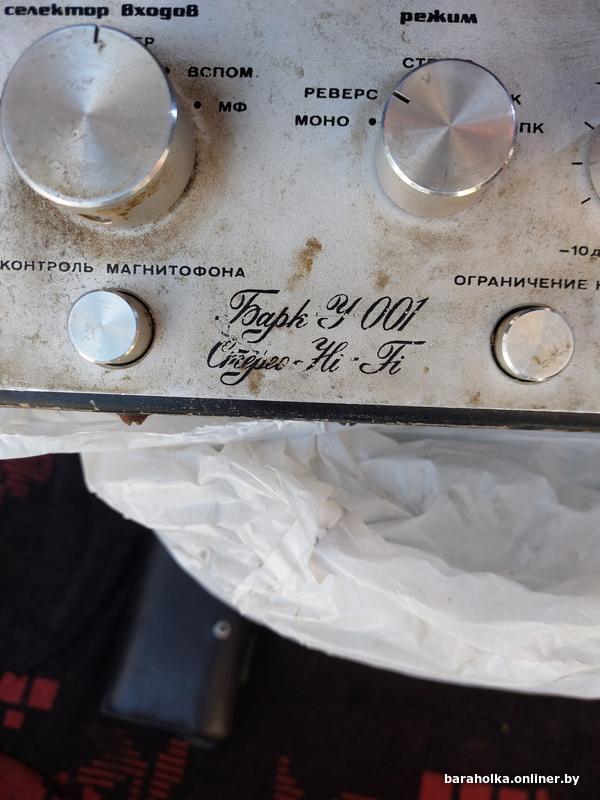 селектор входов
режим
ВСПОМ.
МФ
РЕВЕРС
МОНО
ПК
КОНТРОЛЬ МАГНИТОФОНА
ОГРАНИЧЕНИЕ
-10
Барк У 001
Стерео-Hi-Fi
baraholka.onliner.by